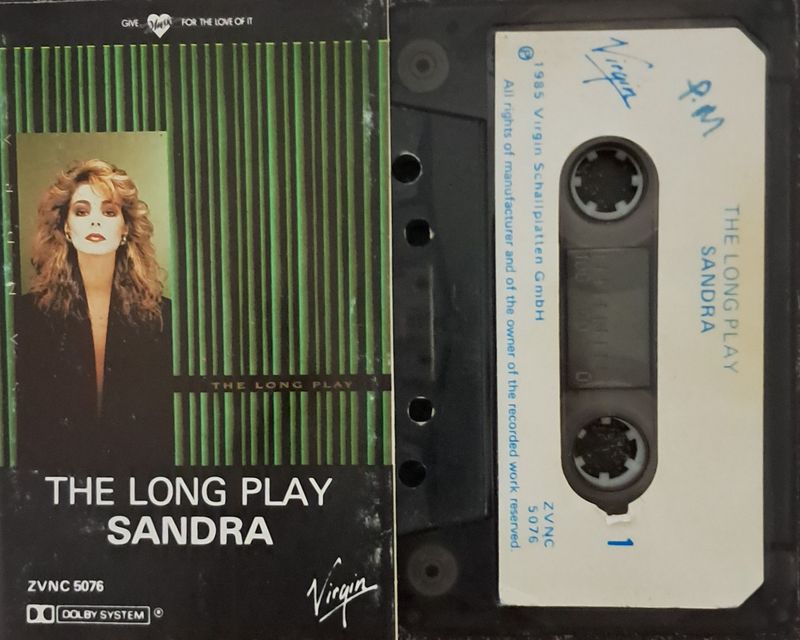 GIVE Virgin FOR THE LOVE OF IT
THE LONG PLAY
THE LONG PLAY
SANDRA
ZVNC 5076
DOLBY SYSTEM ®
Virgin
Virgin
P.M
THE LONG PLAY
SANDRA
℗ 1985 Virgin Schallplatten GmbH
All rights of manufacturer and of the owner of the recorded work reserved.
ZVNC
5076
1